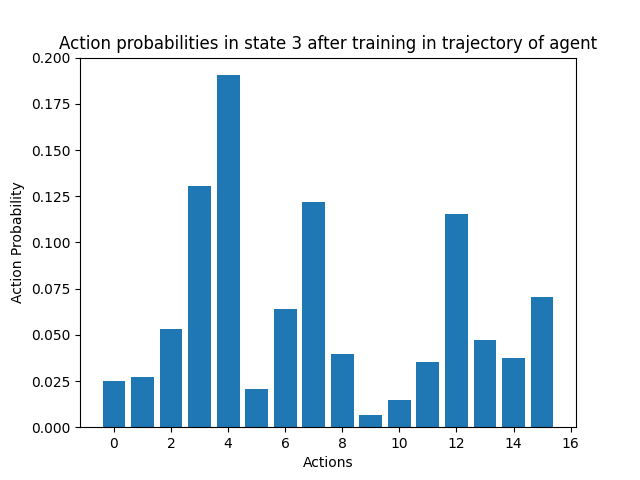 Action probabilities in state 3 after training in trajectory of agent
0.200
0.175
0.150
0.125
0.100
0.075
0.050
0.025
0.000
Action Probability
0 2 4 6 8 10 12 14 16
Actions